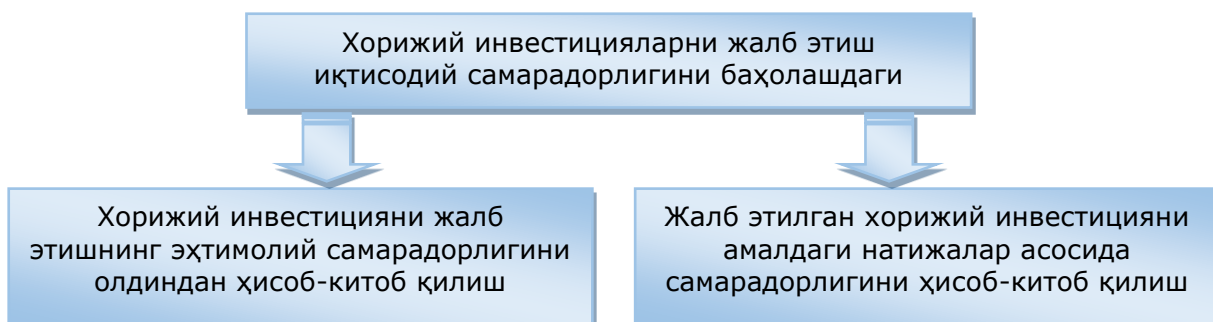 Хорижий инвестицияларни жалб этиш
иқтисодий самарадорлигини баҳолашдаги
Хорижий инвестицияни жалб
этишнинг эҳтимолий самарадорлигини
олдиндан ҳисоб-китоб қилиш
Жалб этилган хорижий инвестицияни
амалдаги натижалар асосида
самарадорлигини ҳисоб-китоб қилиш